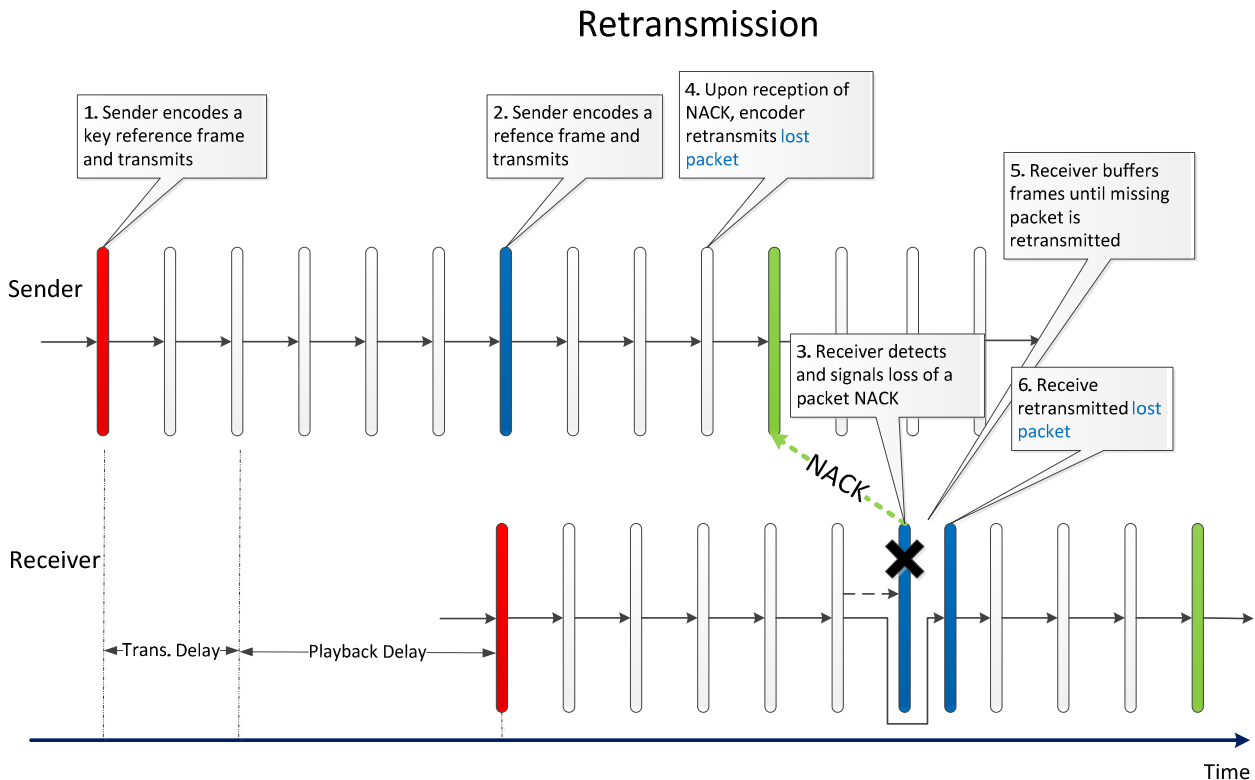 Retransmission
1. Sender encodes a
key reference frame
and transmits
2. Sender encodes a
refence frame and
transmits
4. Upon reception of
NACK, encoder
retransmits lost
packet
5. Receiver buffers
frames until missing
packet is
retransmitted
Sender
3. Receiver detects
and signals loss of a
packet NACK
6. Receive
retransmitted lost
packet
NACK
Receiver
Trans. Delay
Playback Delay
Time